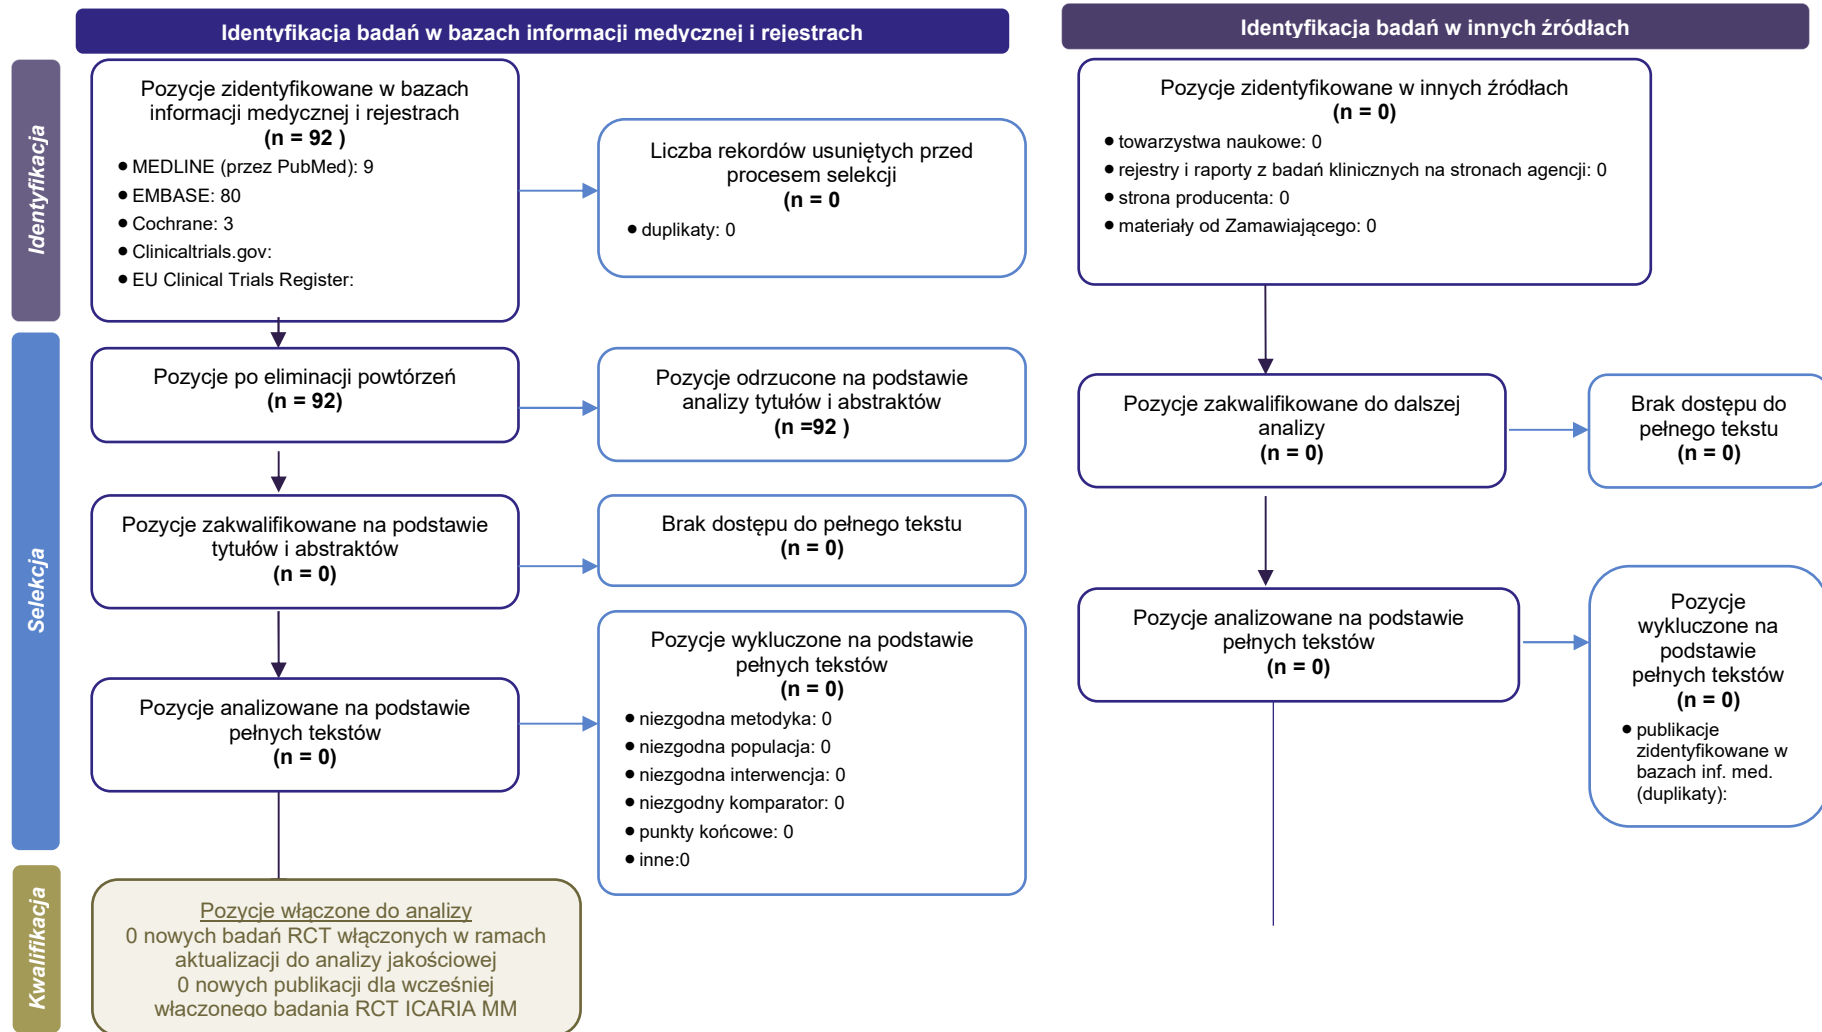 Identyfikacja badań w bazach informacji medycznej i rejestrach
Identyfikacja
Pozycje zidentyfikowane w bazach
informacji medycznej i rejestrach
(n = 92 )
● MEDLINE (przez PubMed): 9
● EMBASE: 80
● Cochrane: 3
● Clinicaltrials.gov:
● EU Clinical Trials Register:
Liczba rekordów usuniętych przed
procesem selekcji
(n = 0
● duplikaty: 0
Selekcja
Pozycje po eliminacji powtórzeń
(n = 92)
Pozycje odrzucone na podstawie
analizy tytułów i abstraktów
(n =92 )
Pozycje zakwalifikowane na podstawie
tytułów i abstraktów
(n = 0)
Brak dostępu do pełnego tekstu
(n = 0)
Pozycje analizowane na podstawie
pełnych tekstów
(n = 0)
Pozycje wykluczone na podstawie
pełnych tekstów
(n = 0)
● niezgodna metodyka: 0
● niezgodna populacja: 0
● niezgodna interwencja: 0
● niezgodny komparator: 0
● punkty końcowe: 0
● inne:0
Kwalifikacja
Pozycje włączone do analizy
0 nowych badań RCT włączonych w ramach
aktualizacji do analizy jakościowej
0 nowych publikacji dla wcześniej
włączonego badania RCT ICARIA MM
Identyfikacja badań w innych źródłach
Pozycje zidentyfikowane w innych źródłach
(n = 0)
● towarzystwa naukowe: 0
● rejestry i raporty z badań klinicznych na stronach agencji: 0
● strona producenta: 0
● materiały od Zamawiającego: 0
Pozycje zakwalifikowane do dalszej
analizy
(n = 0)
Brak dostępu do
pełnego tekstu
(n = 0)
Pozycje analizowane na podstawie
pełnych tekstów
(n = 0)
Pozycje
wykluczone na
podstawie
pełnych tekstów
(n = 0)
● publikacje
zidentyfikowane w
bazach inf. med.
(duplikaty):